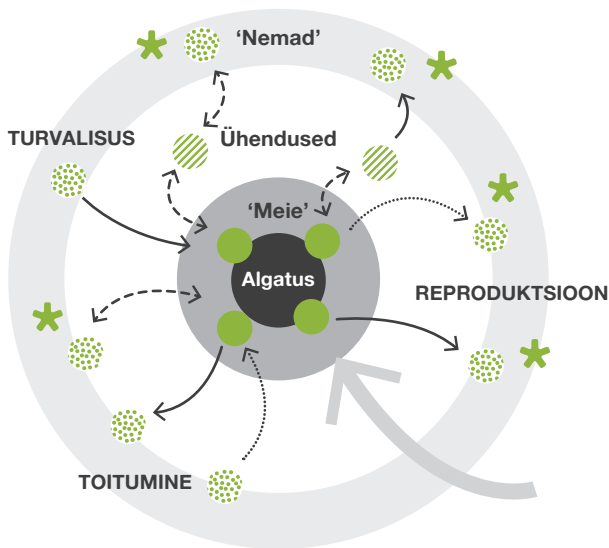 ‘Nemad’
TURVALISUS
Ühendused
‘Meie’
Algatus
REPRODUKTSIOON
TOITUMINE